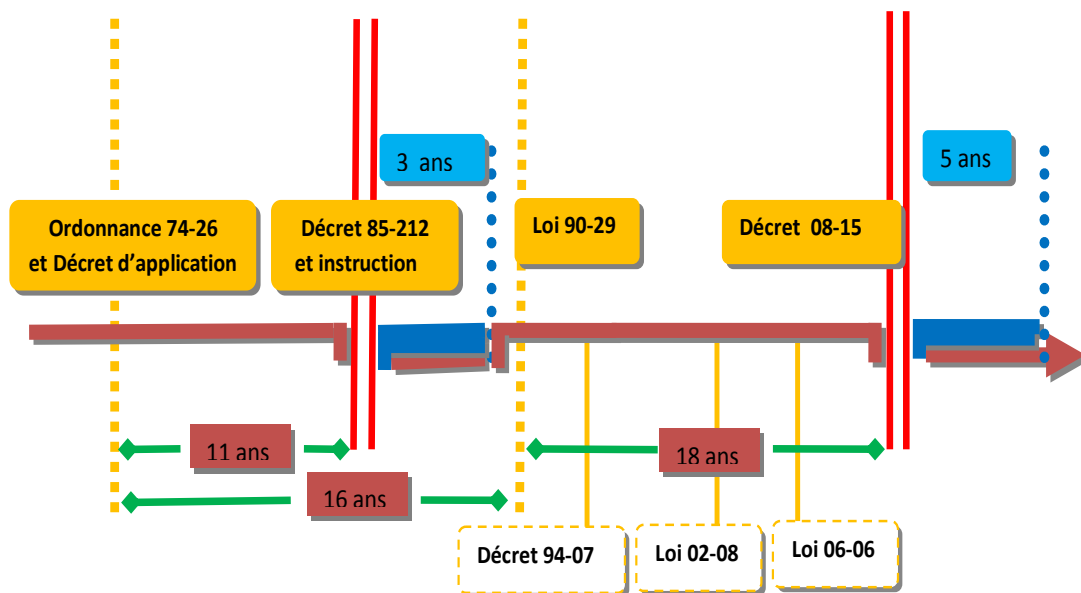 3 ans
5 ans
Ordonnance 74-26
et Décret d’application
Décret 85-212
et instruction
Loi 90-29
Décret 08-15
11 ans
18 ans
16 ans
Décret 94-07
Loi 02-08
Loi 06-06